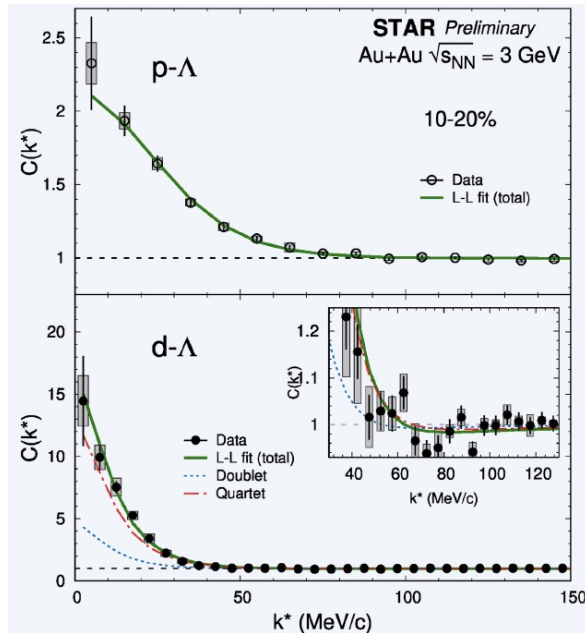 STAR Preliminary
Au+Au √sNN = 3 GeV
p-Λ
10-20%
Data
L-L fit (total)
C(k*)
2.5
2
1.5
1
d-Λ
Data
L-L fit (total)
Doublet
Quartet
C(k*)
20
15
10
5
1
0
0
50
100
150
k* (MeV/c)
C(k*)
1.2
1.1
1
40
60
80
100
120
k* (MeV/c)